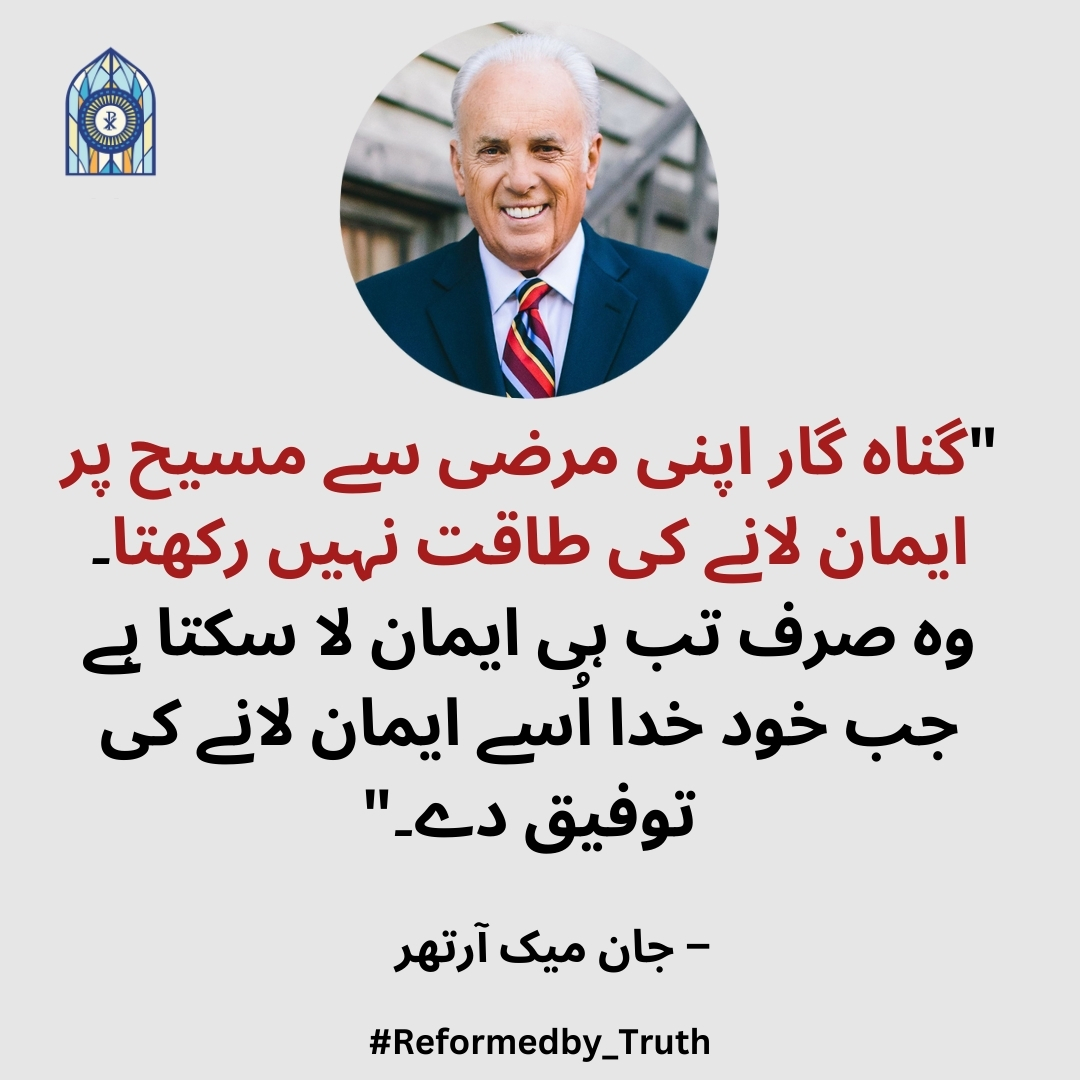 "گناہ گار اپنی مرضی سے مسیح پر
ایمان لانے کی طاقت نہیں رکھتا۔
وہ صرف تب ہی ایمان لا سکتا ہے
جب خود خدا اُسے ایمان لانے کی
توفیق دے۔"
– جان میک آرتھر
#Reformedby_Truth